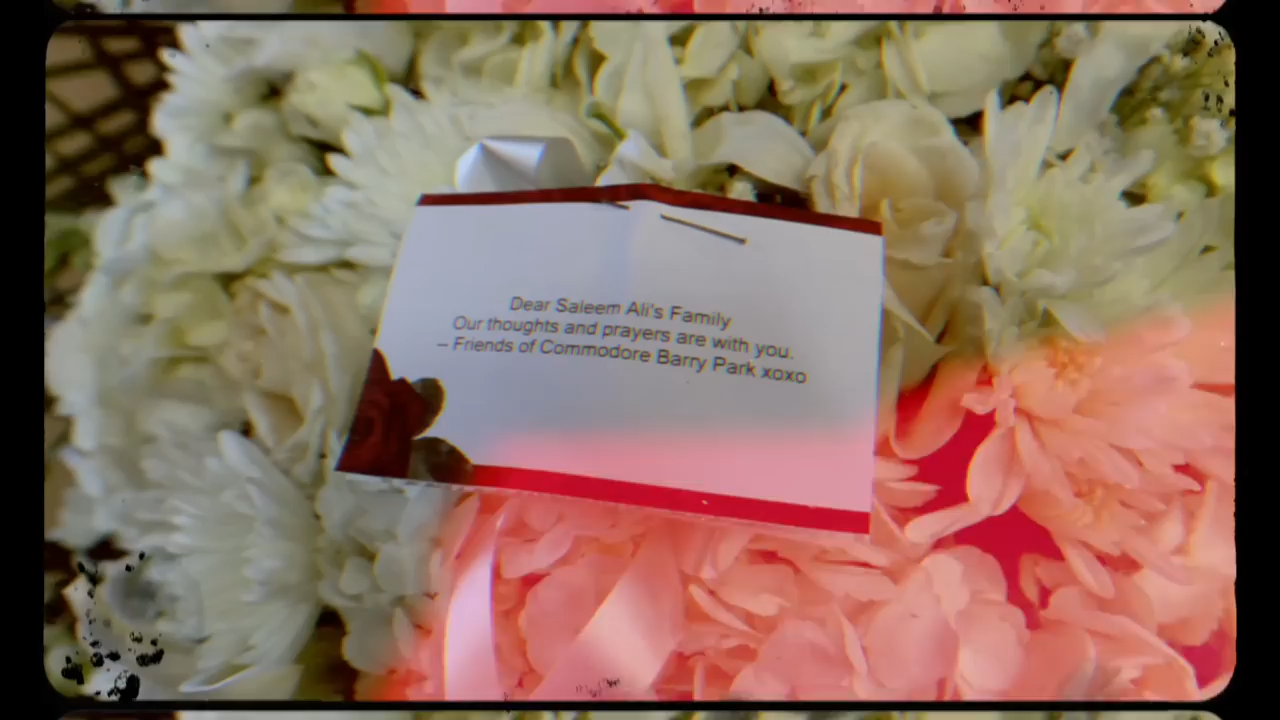 Dear Saleem Ali's Family
Our thoughts and prayers are with you.
– Friends of Commodore Barry Park xoxo